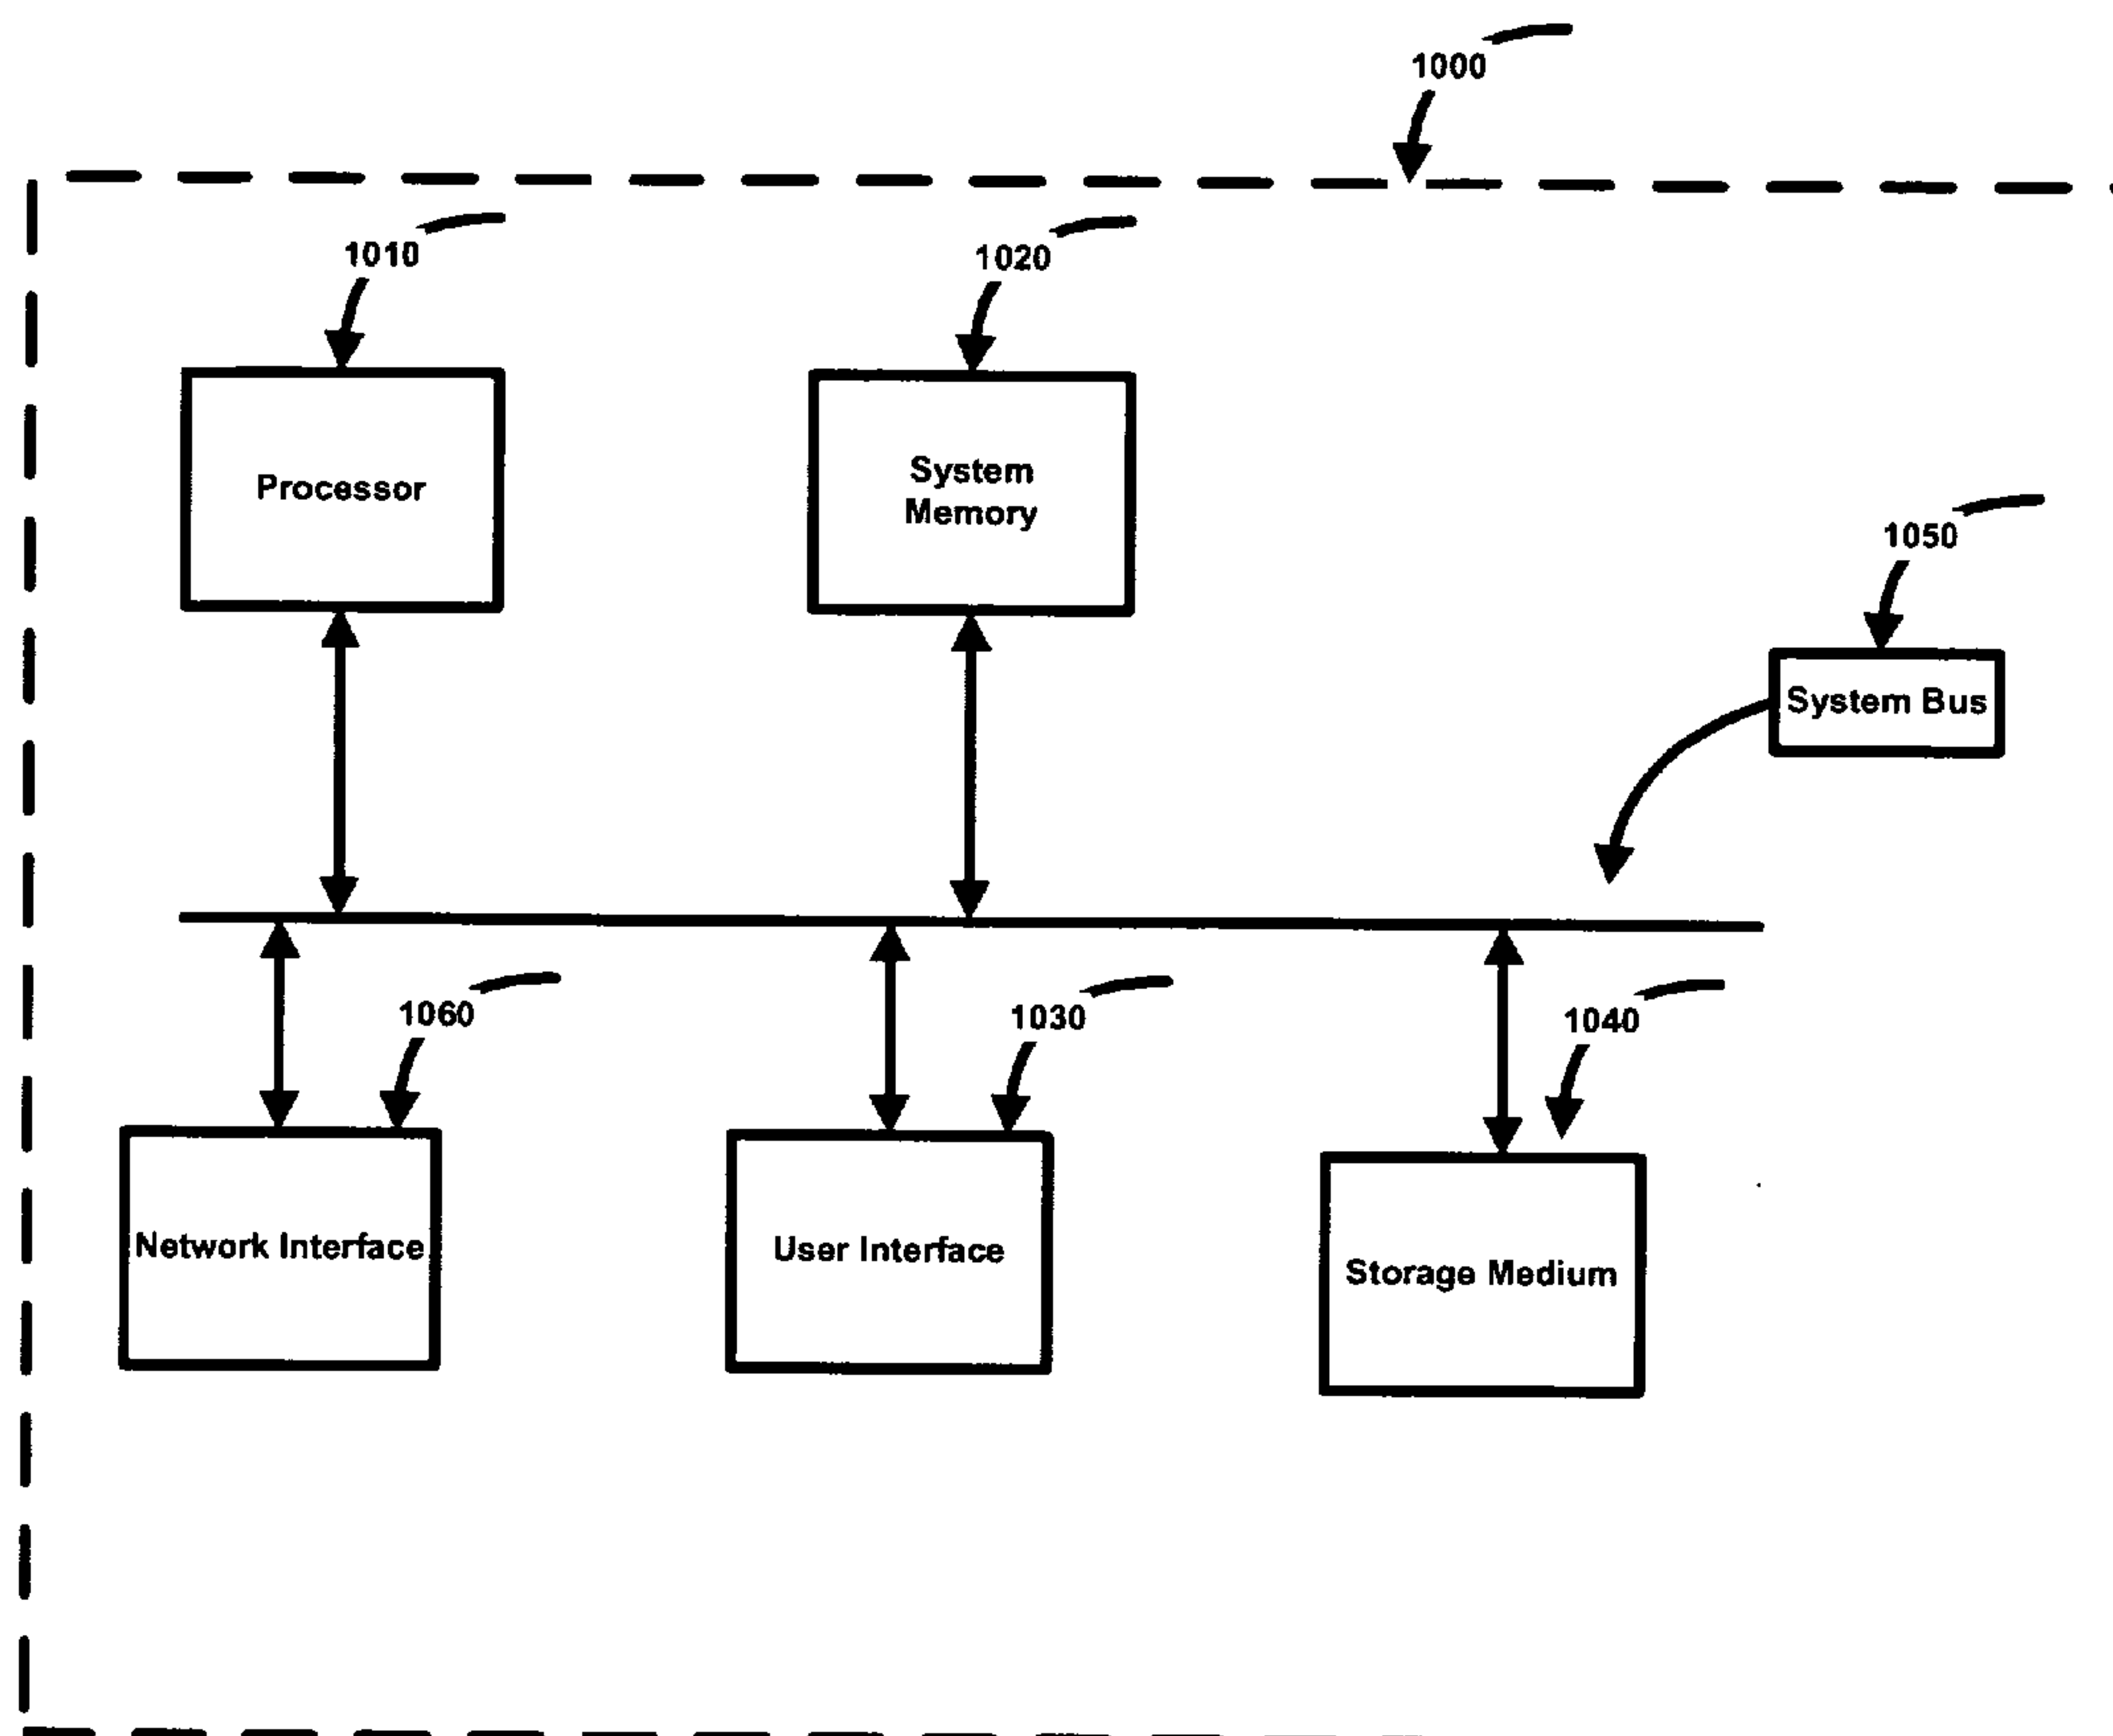 1000
1010
1020
Processor
System
Memory
1050
System Bus
1060
1030
1040
Network Interface
User Interface
Storage Medium